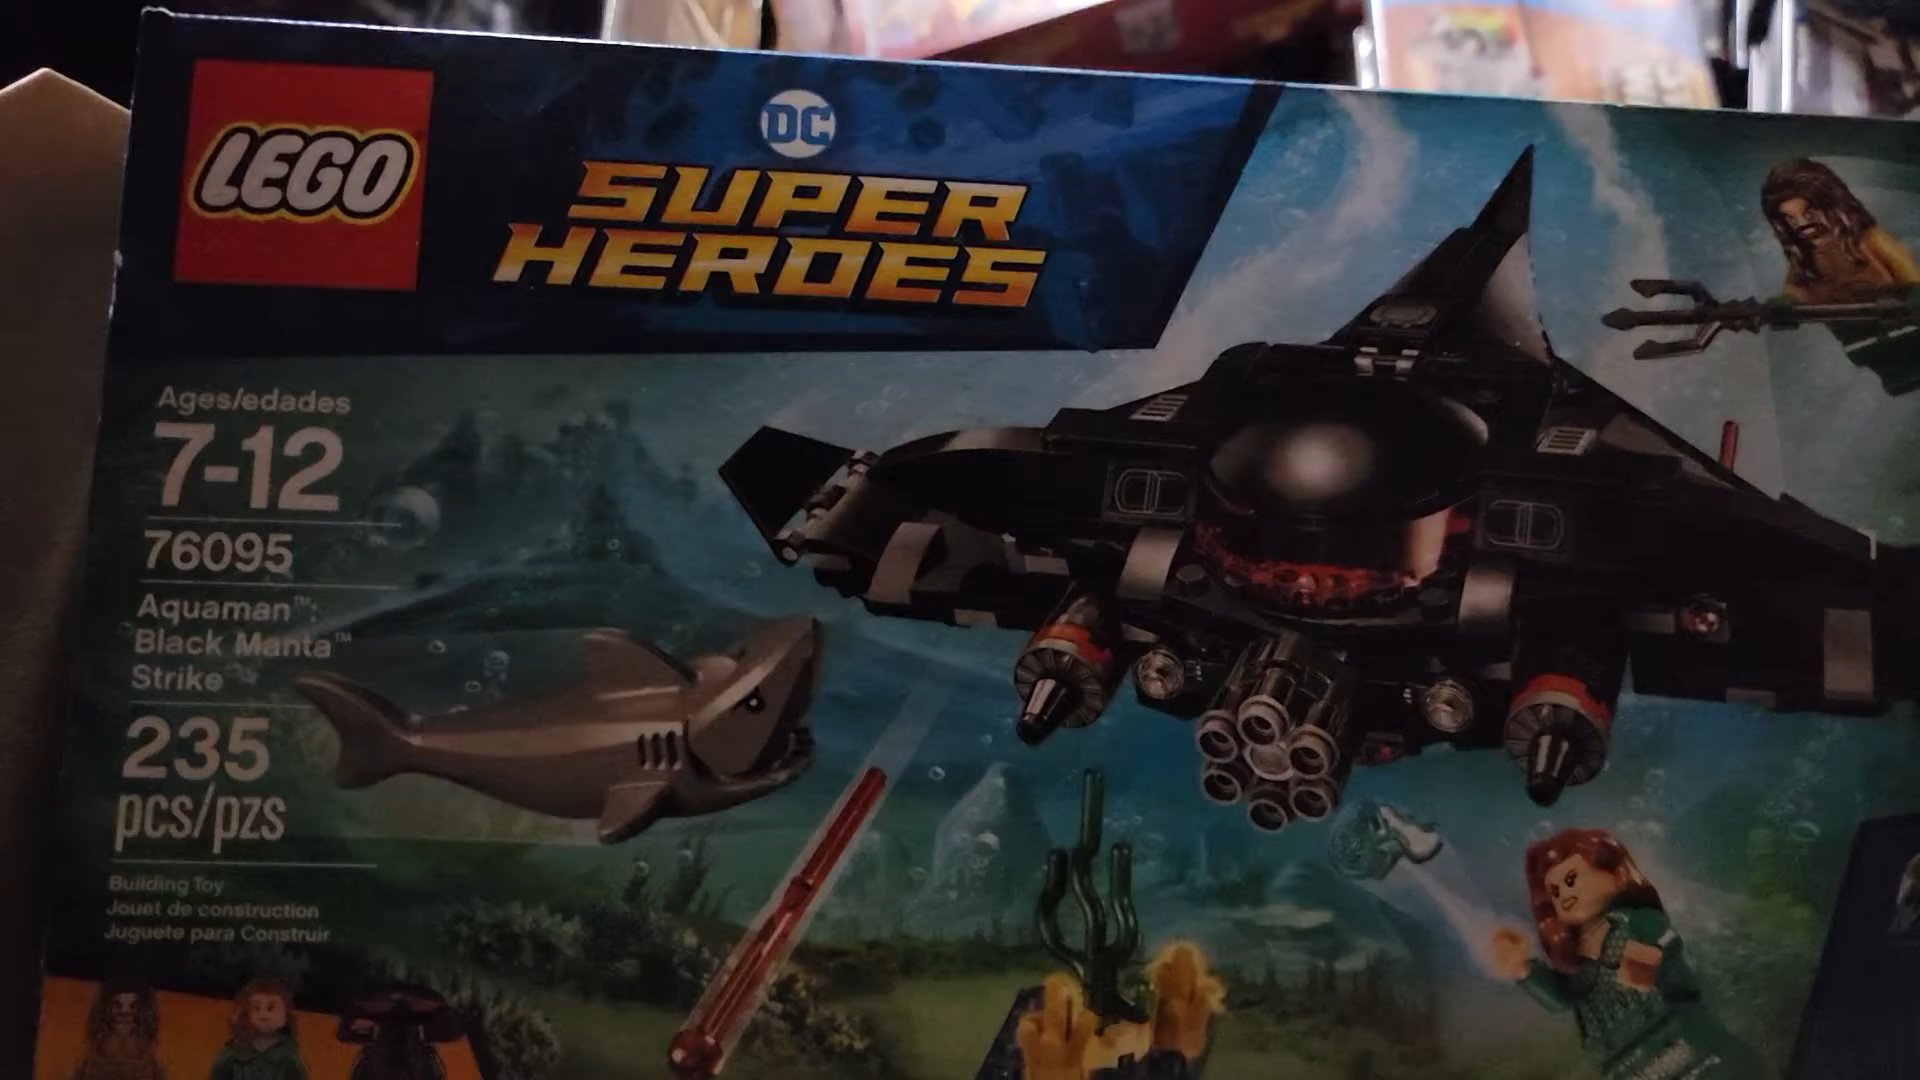 LEGO
DC
SUPER
HEROES
Ages/edades
7-12
76095
Aquaman™:
Black Manta™
Strike
235
pcs/pzs
Building Toy
Jouet de construction
Juguete para Construir